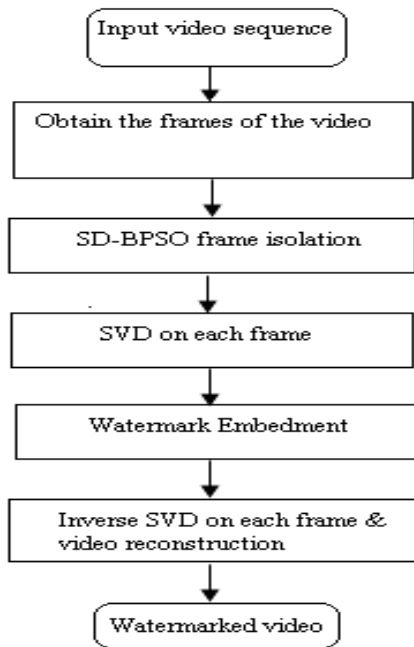 Input video sequence
Obtain the frames of the video
SD-BPSO frame isolation
SVD on each frame
Watermark Embedment
Inverse SVD on each frame &
video reconstruction
Watermarked video